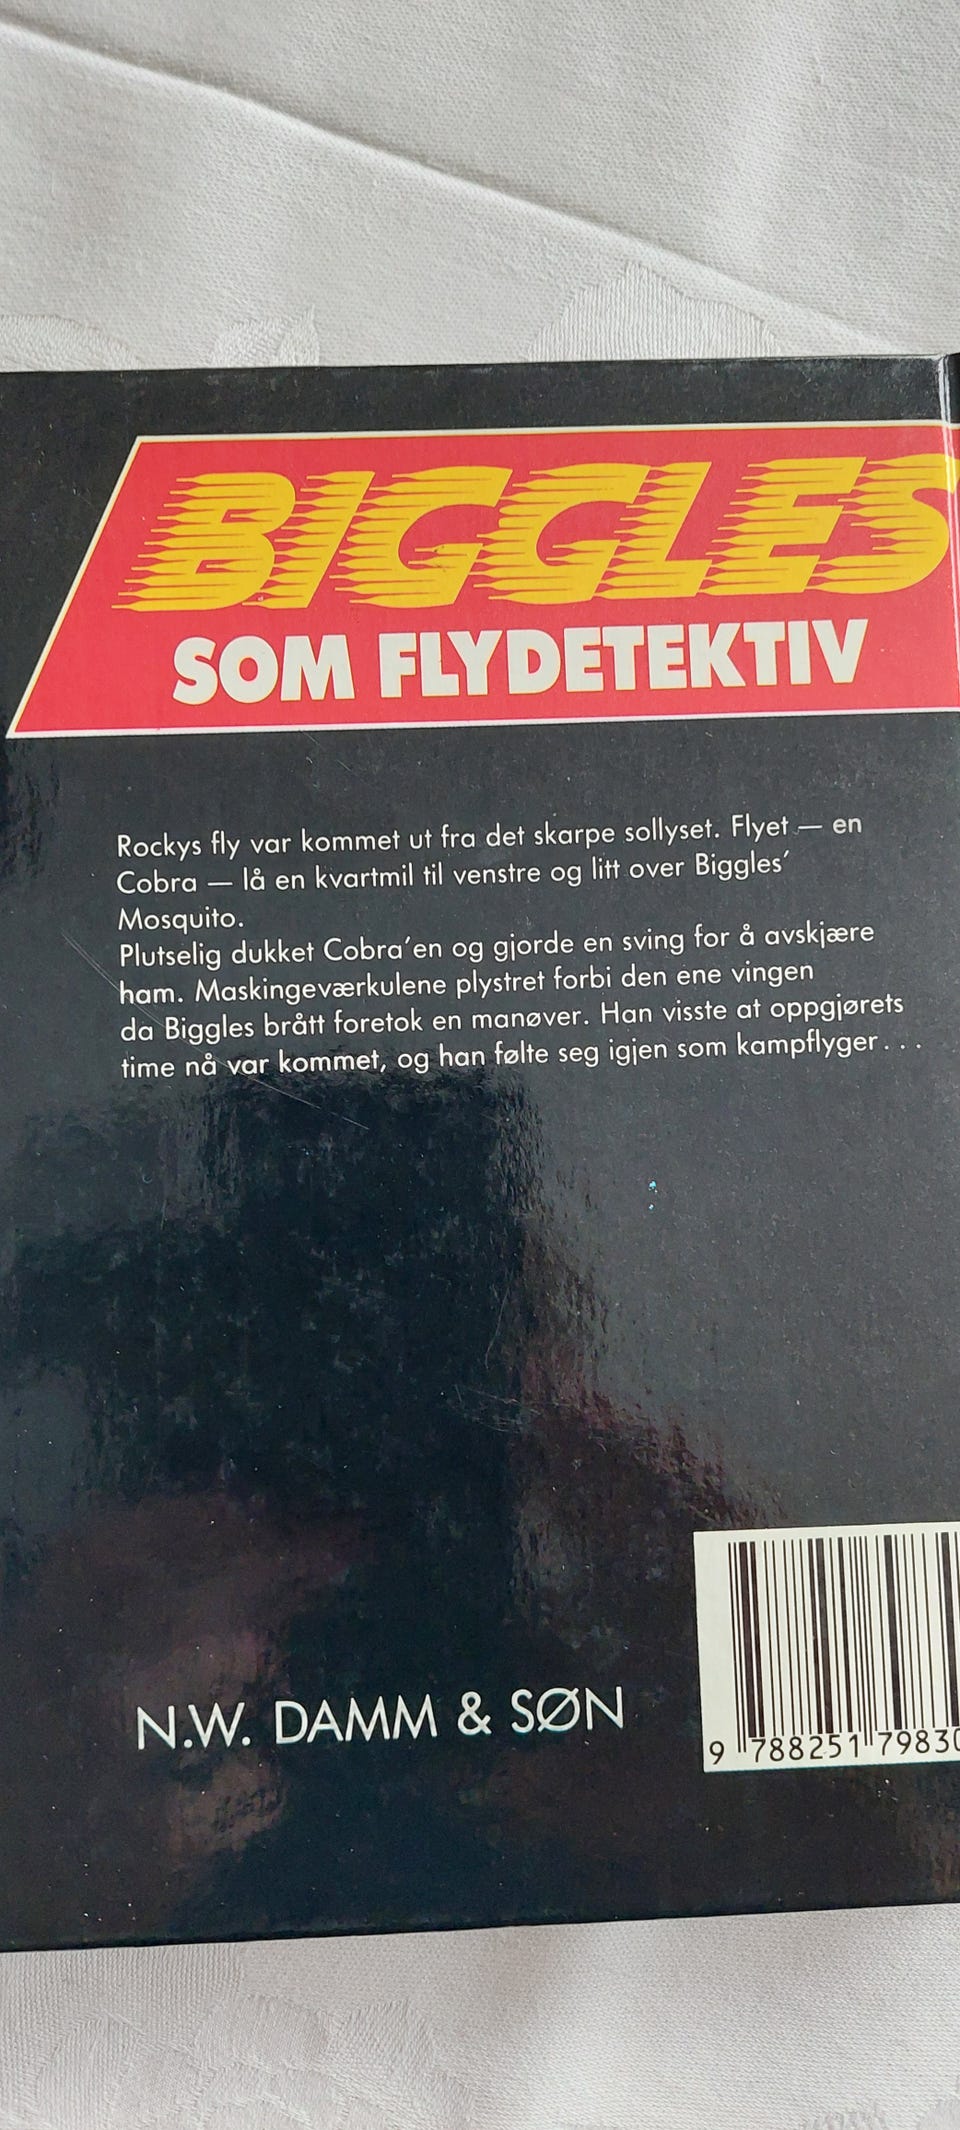 BIGGLES
SOM FLYDETEKTIV
Rockys fly var kommet ut fra det skarpe sollyset. Flyet — en
Cobra — lå en kvartmil til venstre og litt over Biggles'
Mosquito.
Plutselig dukket Cobra'en og gjorde en sving for å avskjære
ham. Maskingeværkulene plystret forbi den ene vingen
da Biggles brått foretok en manøver. Han visste at oppgjørets
time nå var kommet, og han følte seg igjen som kampflyger...
N.W. DAMM & SØN
9 788251 79830